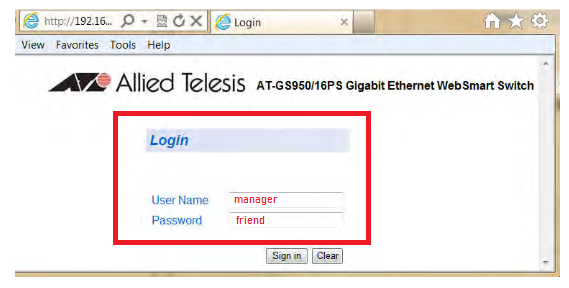 http://192.16... Login
View Favorites Tools Help
Allied Telesis AT-GS950/16PS Gigabit Ethernet WebSmart Switch
Login
User Name manager
Password friend
Sign in Clear